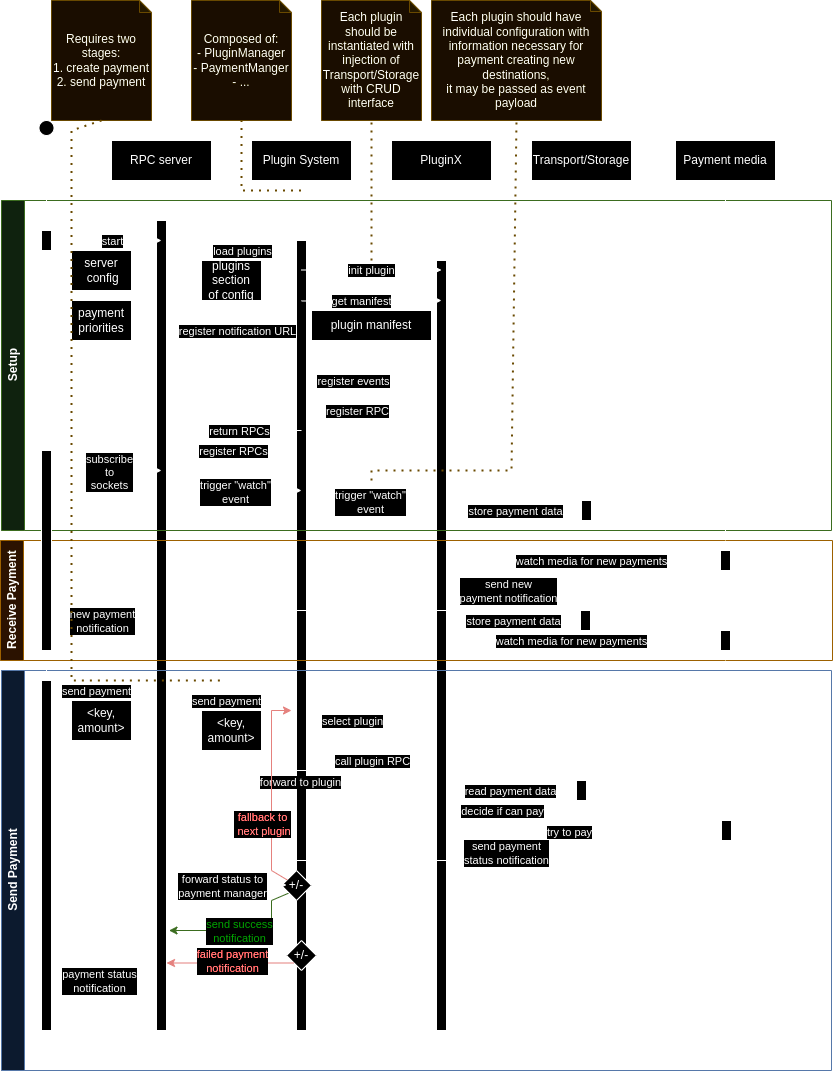 Requires two
stages:
1. create payment
2. send payment
Composed of:
- PluginManager
- PaymentManger
- ...
Each plugin
should be
instantiated with
injection of
Transport/Storage
with CRUD
interface
Each plugin should have
individual configuration with
information necessary for
payment creating new
destinations,
it may be passed as event
payload
RPC server
Plugin System
PluginX
Transport/Storage
Payment media
Setup
start
server
config
payment
priorities
load plugins
plugins
section
of config
init plugin
get manifest
plugin manifest
register notification URL
register events
register RPC
return RPCs
register RPCs
subscribe
to
sockets
trigger "watch"
event
trigger "watch"
event
store payment data
Receive Payment
watch media for new payments
send new
payment notification
new payment
notification
store payment data
watch media for new payments
Send Payment
send payment
<key,
amount>
send payment
<key,
amount>
select plugin
call plugin RPC
forward to plugin
read payment data
decide if can pay
try to pay
send payment
status notification
fallback to
next plugin
forward status to
payment manager
+/-
send success
notification
failed payment
notification
+/-
payment status
notification